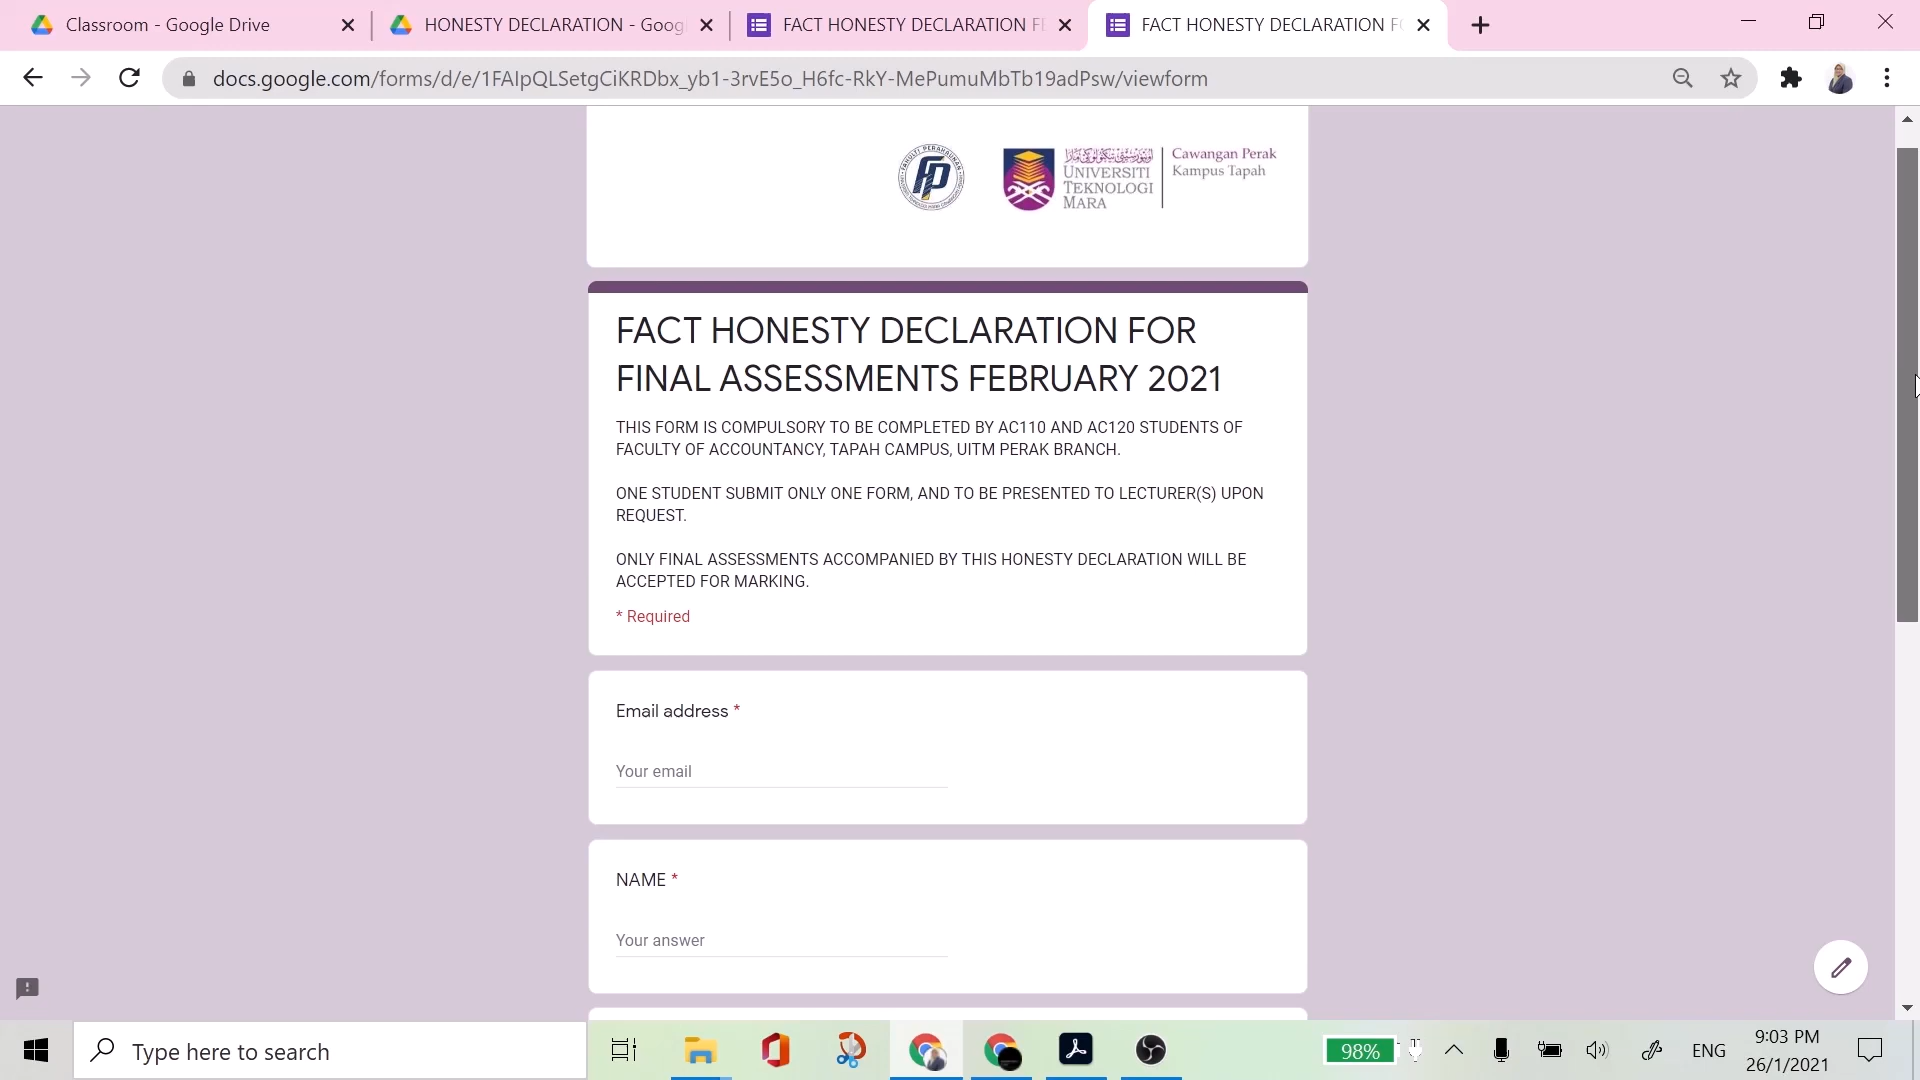 Classroom - Google Drive
HONESTY DECLARATION - Goog
FACT HONESTY DECLARATION F
FACT HONESTY DECLARATION FO
docs.google.com/forms/d/e/1FAIpQLSetgCiKRDbx_yb1-3rvE5o_H6fc-RkY-MePumuMbTb19adPsw/viewform
FAKULTI PERAKAUNAN
FP
UNIVERSITI
TEKNOLOGI
MARA
Cawangan Perak
Kampus Tapah
FACT HONESTY DECLARATION FOR
FINAL ASSESSMENTS FEBRUARY 2021
THIS FORM IS COMPULSORY TO BE COMPLETED BY AC110 AND AC120 STUDENTS OF
FACULTY OF ACCOUNTANCY, TAPAH CAMPUS, UITM PERAK BRANCH.
ONE STUDENT SUBMIT ONLY ONE FORM, AND TO BE PRESENTED TO LECTURER(S) UPON
REQUEST.
ONLY FINAL ASSESSMENTS ACCOMPANIED BY THIS HONESTY DECLARATION WILL BE
ACCEPTED FOR MARKING.
* Required
Email address *
Your email
NAME *
Your answer
Type here to search
98%
ENG
9:03 PM
26/1/2021